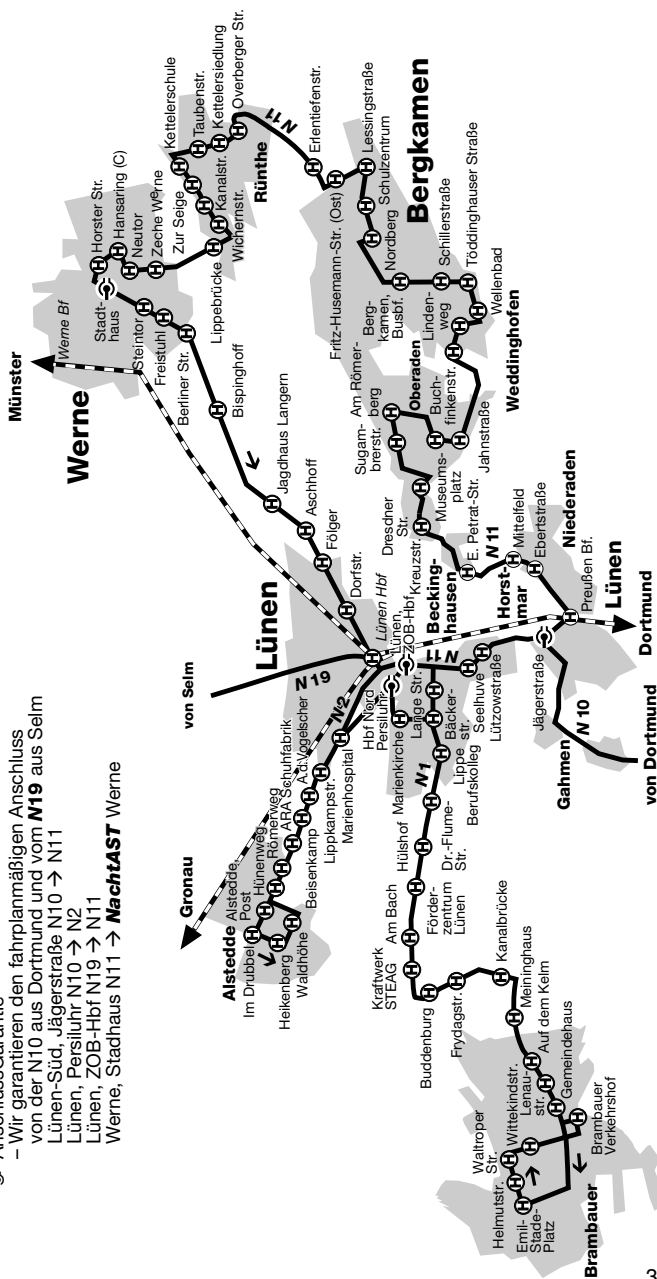 AnschlussGarantie
– Wir garantieren den fahrplanmäßigen Anschluss
von der N10 aus Dortmund und vom N19 aus Selm
Lünen-Süd, Jägerstraße N10 → N11
Lünen, Persiluhr N10 → N2
Lünen, ZOB-Hbf N19 → N11
Werne, Stadhaus N11 → NachtAST Werne
Münster
Werne Bf
Werne
Stadt-
haus
Horster Str.
Hansaring (C)
Neutor
Zeche Werne
Zur Seige
Kettelerschule
Taubenstr.
Kettelersiedlung
Overberger Str.
Kanalstr.
Wichernstr.
Lippebrücke
Rünthe
N11
Steintor
Freistuhl
Berliner Str.
Bispinghoff
Jagdhaus Langern
Aschhoff
Fölger
Dorfstr.
Erlentiefenstr.
Lessingstraße
Schulzentrum
Fritz-Husemann-Str. (Ost)
Nordberg
Bergkamen
Berg-
kamen,
Busbf.
Schillerstraße
Töddinghauser Straße
Linden-
weg
Wellenbad
Weddinghofen
Am Römer-
berg
Oberaden
Buch-
finkenstr.
Jahnstraße
Sugam-
brerstr.
Museums-
platz
Dresdner
Str.
E. Petrat-Str.
Kreuzstr.
Becking-
hausen
N11
Mittelfeld
Ebertstraße
Horst-
mar
Niederaden
Preußen Bf.
Lünen
Dortmund
Lünen
Lünen Hbf
Lünen,
ZOB-Hbf
von Selm
N 19
N2
Hbf Nord
Persiluhr
Lange Str.
N11
Marienkirche
Bäcker-
str.
Lippe
Berufskolleg
Seelhuve
Lützowstraße
Jägerstraße
Gahmen
N 10
von Dortmund
Gronau
Alstedde
Alstedde,
Post
Im Drubbel
Heikenberg
Waldhöhe
Hünenweg
Römerweg
ARA Schuhfabrik
A.d.Vogelscher
Beisenkamp
Lippkampstr.
Marienhospital
N1
Dr.-Flume-
Str.
Hülshof
Förder-
zentrum
Lünen
Am Bach
Kraftwerk
STEAG
Buddenburg
Frydagstr.
Kanalbrücke
Meininghaus
Auf dem Kelm
Lenau-
str.
Gemeindehaus
Wittekindstr.
Waltroper
Str.
Helmutstr.
Emil-
Stade-
Platz
Brambauer
Verkehrshof
Brambauer
3